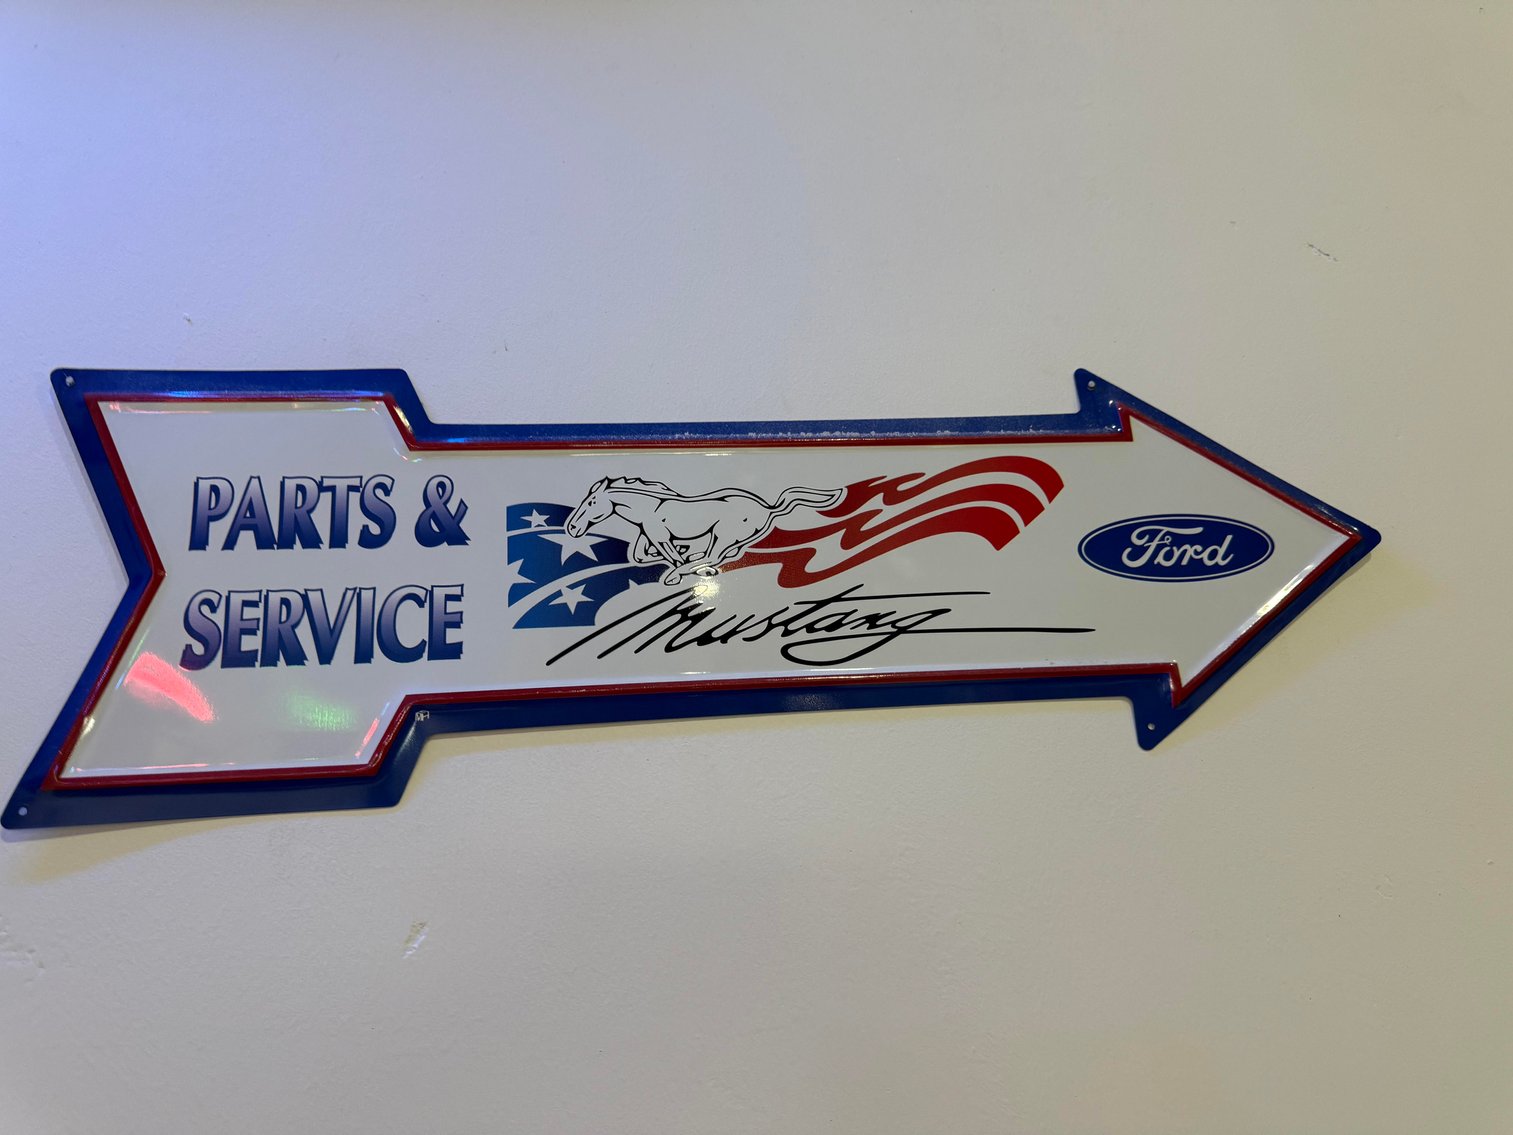 PARTS &
SERVICE
Mustang
Ford